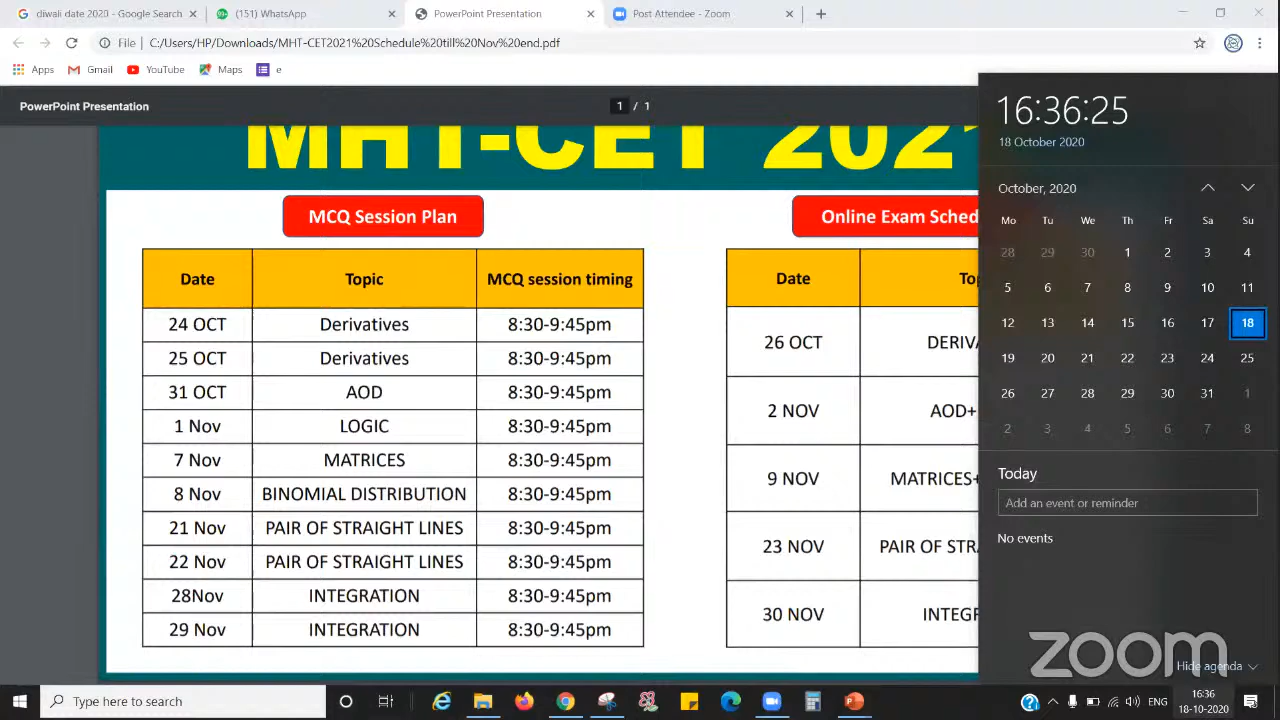 diwali date 2020 - Google Search
(151) WhatsApp
PowerPoint Presentation
Post Attendee - Zoom
File
C:/Users/HP/Downloads/MHT-CET2021%20Schedule%20till%20Nov%20end.pdf
Apps
Gmail
YouTube
Maps
e
PowerPoint Presentation
1 / 1
MHT-CET 202
MCQ Session Plan
Date Topic MCQ session timing
24 OCT Derivatives 8:30-9:45pm
25 OCT Derivatives 8:30-9:45pm
31 OCT AOD 8:30-9:45pm
1 Nov LOGIC 8:30-9:45pm
7 Nov MATRICES 8:30-9:45pm
8 Nov BINOMIAL DISTRIBUTION 8:30-9:45pm
21 Nov PAIR OF STRAIGHT LINES 8:30-9:45pm
22 Nov PAIR OF STRAIGHT LINES 8:30-9:45pm
28Nov INTEGRATION 8:30-9:45pm
29 Nov INTEGRATION 8:30-9:45pm
Online Exam Sched
Date To
26 OCT DERIV
2 NOV AOD+
9 NOV MATRICES+
23 NOV PAIR OF STR
30 NOV INTEG
16:36:25
18 October 2020
October, 2020
Mo Tu We Th Fr Sa Su
28 29 30 1 2 3 4
5 6 7 8 9 10 11
12 13 14 15 16 17 18
19 20 21 22 23 24 25
26 27 28 29 30 31 1
2 3 4 5 6 7 8
Today
Add an event or reminder
No events
zoom
Hide agenda
Type here to search
ENG
16:36
18-10-2020